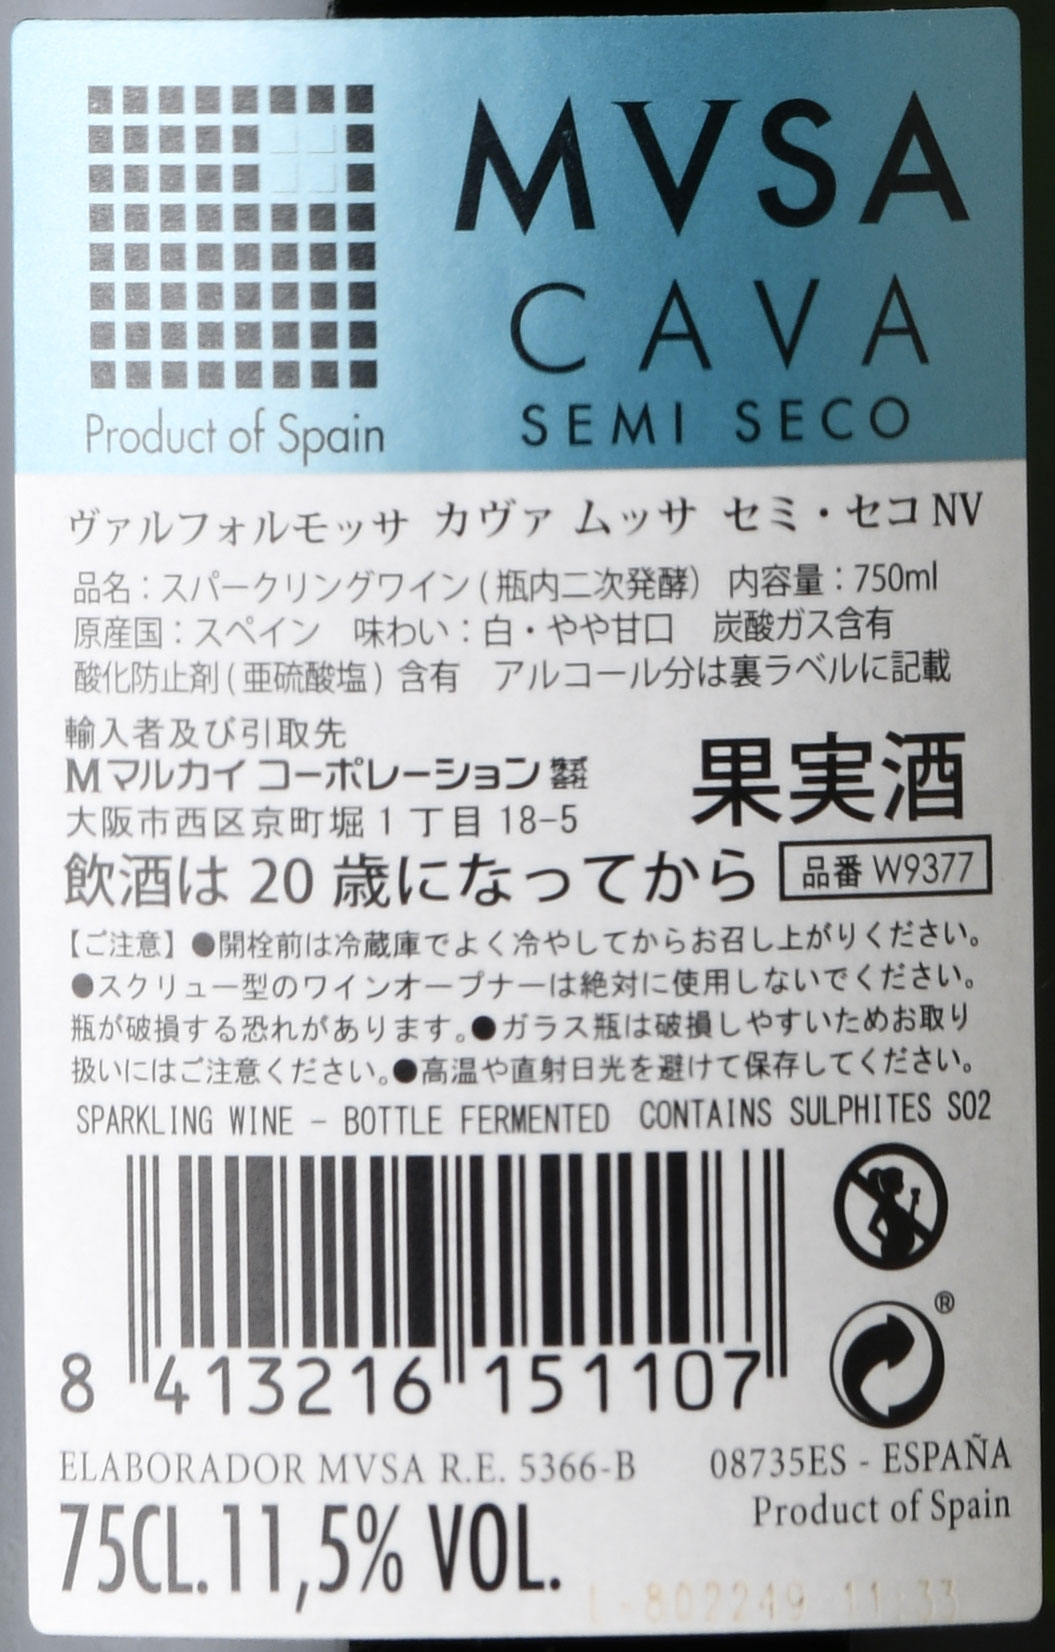 MVSA
CAVA
SEMI SECO
Product of Spain
ヴァルフォルモッサ カヴァ ムッサ セミ・セコ NV
品名：スパークリングワイン(瓶内二次発酵) 内容量：750ml
原産国：スペイン 味わい：白・やや甘口 炭酸ガス含有
酸化防止剤(亜硫酸塩)含有 アルコール分は裏ラベルに記載
輸入者及び引取先
Mマルカイ コーポレーション株式会社
大阪市西区京町堀1丁目18-5
果実酒
飲酒は20歳になってから
品番 W9377
【ご注意】●開栓前は冷蔵庫でよく冷やしてからお召し上がりください。
●スクリュー型のワインオープナーは絶対に使用しないでください。
瓶が破損する恐れがあります。●ガラス瓶は破損しやすいためお取り
扱いにはご注意ください。●高温や直射日光を避けて保存してください。
SPARKLING WINE - BOTTLE FERMENTED CONTAINS SULPHITES SO2
8 413216 151107
®
ELABORADOR MVSA R.E. 5366-B
08735ES - ESPAÑA
Product of Spain
75CL. 11,5% VOL.
L-802249 11:33